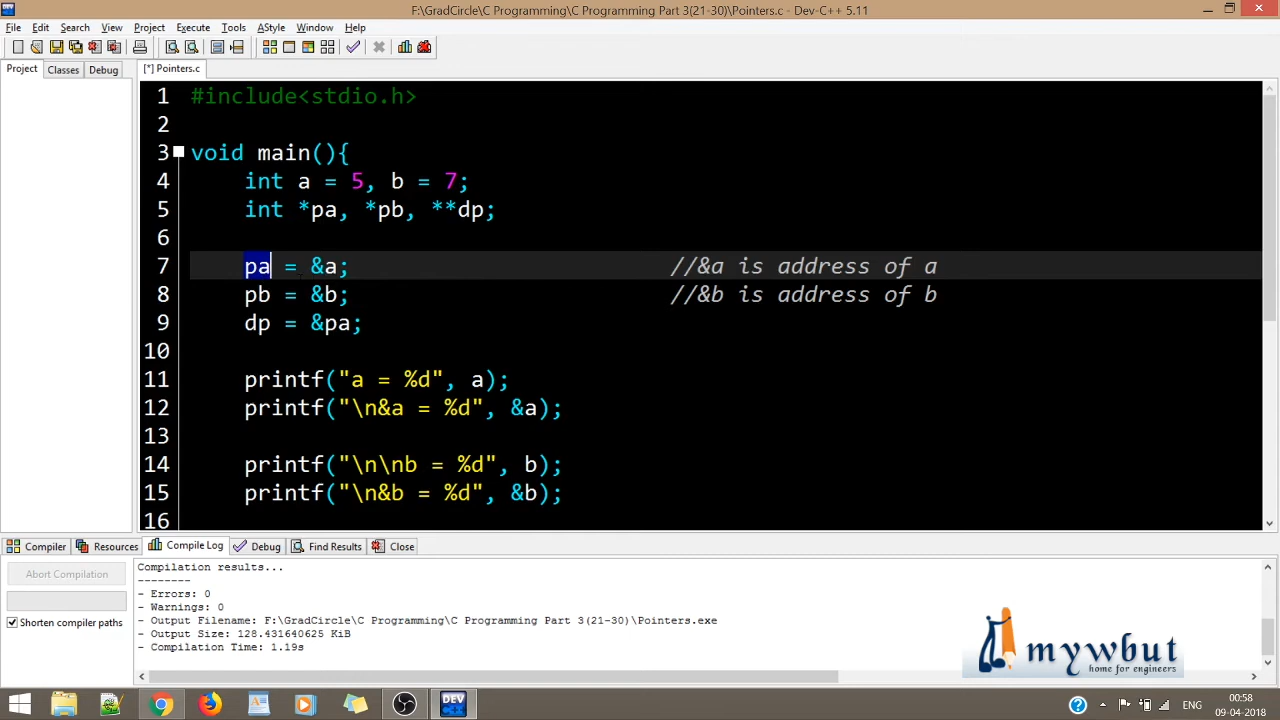 F:\GradCircle\C Programming\C Programming Part 3(21-30)\Pointers.c - Dev-C++ 5.11
File Edit Search View Project Execute Tools AStyle Window Help
Project Classes Debug
[*] Pointers.c
1 #include<stdio.h>
2
3 void main(){
4 int a = 5, b = 7;
5 int *pa, *pb, **dp;
6
7 pa = &a; //&a is address of a
8 pb = &b; //&b is address of b
9 dp = &pa;
10
11 printf("a = %d", a);
12 printf("\n&a = %d", &a);
13
14 printf("\n\nb = %d", b);
15 printf("\n&b = %d", &b);
16
Compiler Resources Compile Log Debug Find Results Close
Abort Compilation
Shorten compiler paths
Compilation results...
--------
- Errors: 0
- Warnings: 0
- Output Filename: F:\GradCircle\C Programming\C Programming Part 3(21-30)\Pointers.exe
- Output Size: 128.431640625 KiB
- Compilation Time: 1.19s
mywbut
home for engineers
DEV
ENG
00:58
09-04-2018